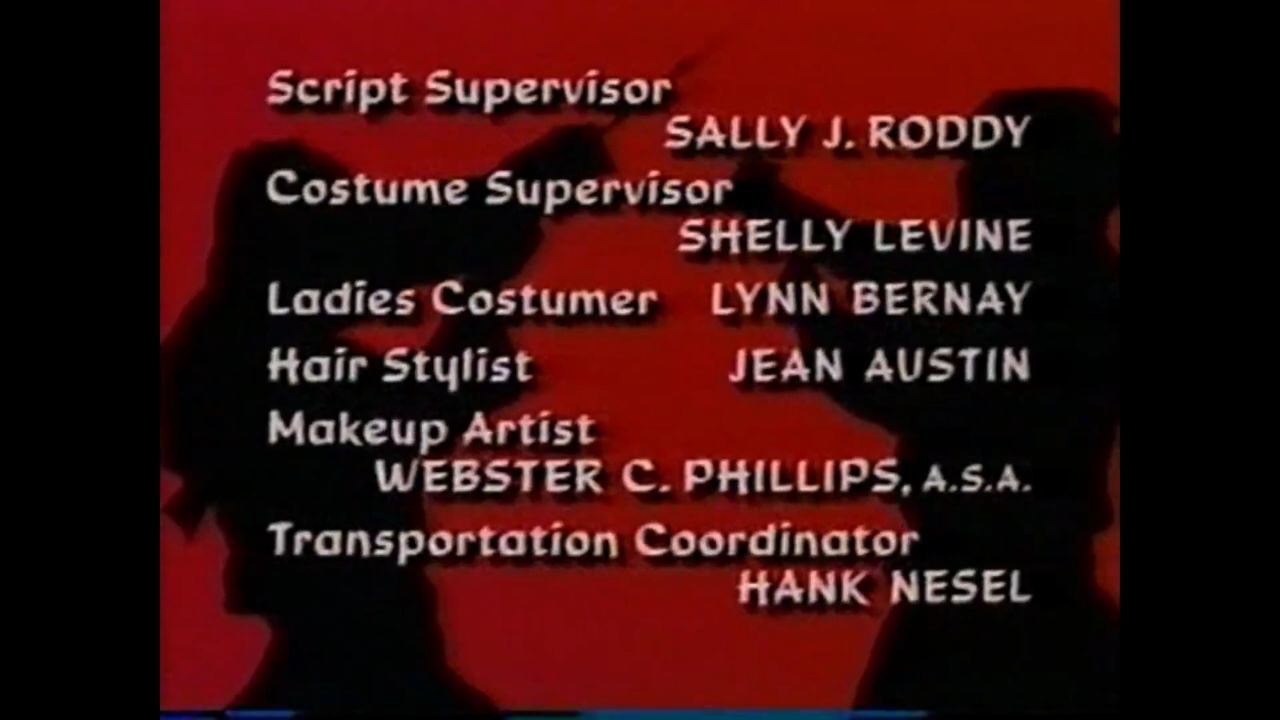 Script Supervisor
SALLY J. RODDY
Costume Supervisor
SHELLY LEVINE
Ladies Costumer LYNN BERNAY
Hair Stylist JEAN AUSTIN
Makeup Artist
WEBSTER C. PHILLIPS, A.S.A.
Transportation Coordinator
HANK NESEL